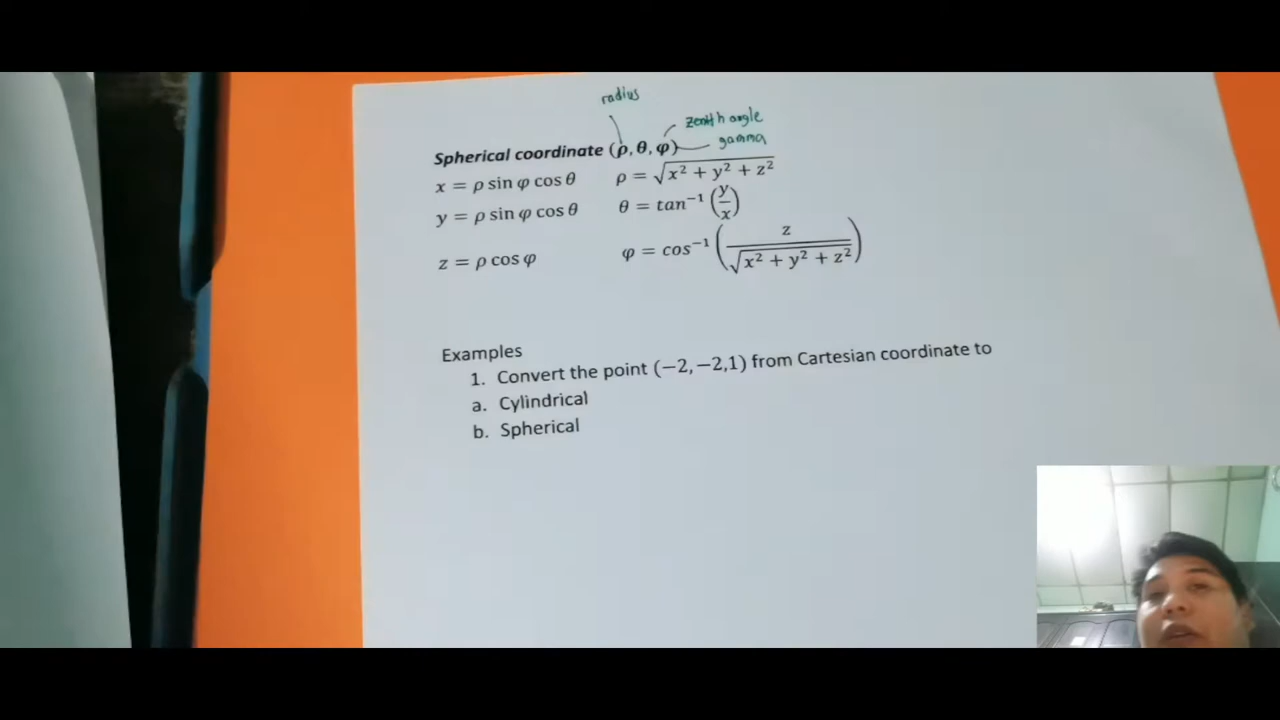 radius
zenith angle
gamma
Spherical coordinate (ρ, θ, φ)
x = ρ sin φ cos θ    ρ = √(x² + y² + z²)
y = ρ sin φ cos θ    θ = tan⁻¹ (y/x)
z = ρ cos φ    φ = cos⁻¹ (z/√(x² + y² + z²))
Examples
1. Convert the point (−2,−2,1) from Cartesian coordinate to
a. Cylindrical
b. Spherical